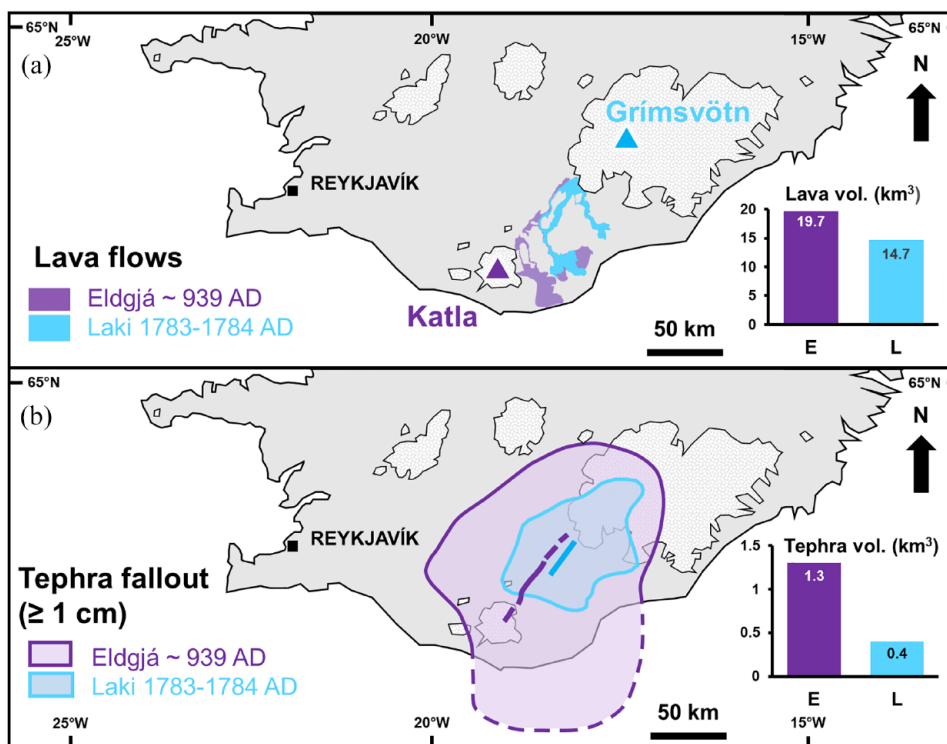 65°N
65°N
25°W
20°W
15°W
(a)
N
Grímsvötn
REYKJAVÍK
Lava vol. (km³)
20
19.7
15
14.7
10
5
0
E
L
Lava flows
Eldgjá ~ 939 AD
Laki 1783-1784 AD
Katla
50 km
65°N
65°N
(b)
N
REYKJAVÍK
Tephra vol. (km³)
1.5
1.3
1
0.5
0.4
0
E
L
Tephra fallout
(≥ 1 cm)
Eldgjá ~ 939 AD
Laki 1783-1784 AD
50 km
25°W
20°W
15°W